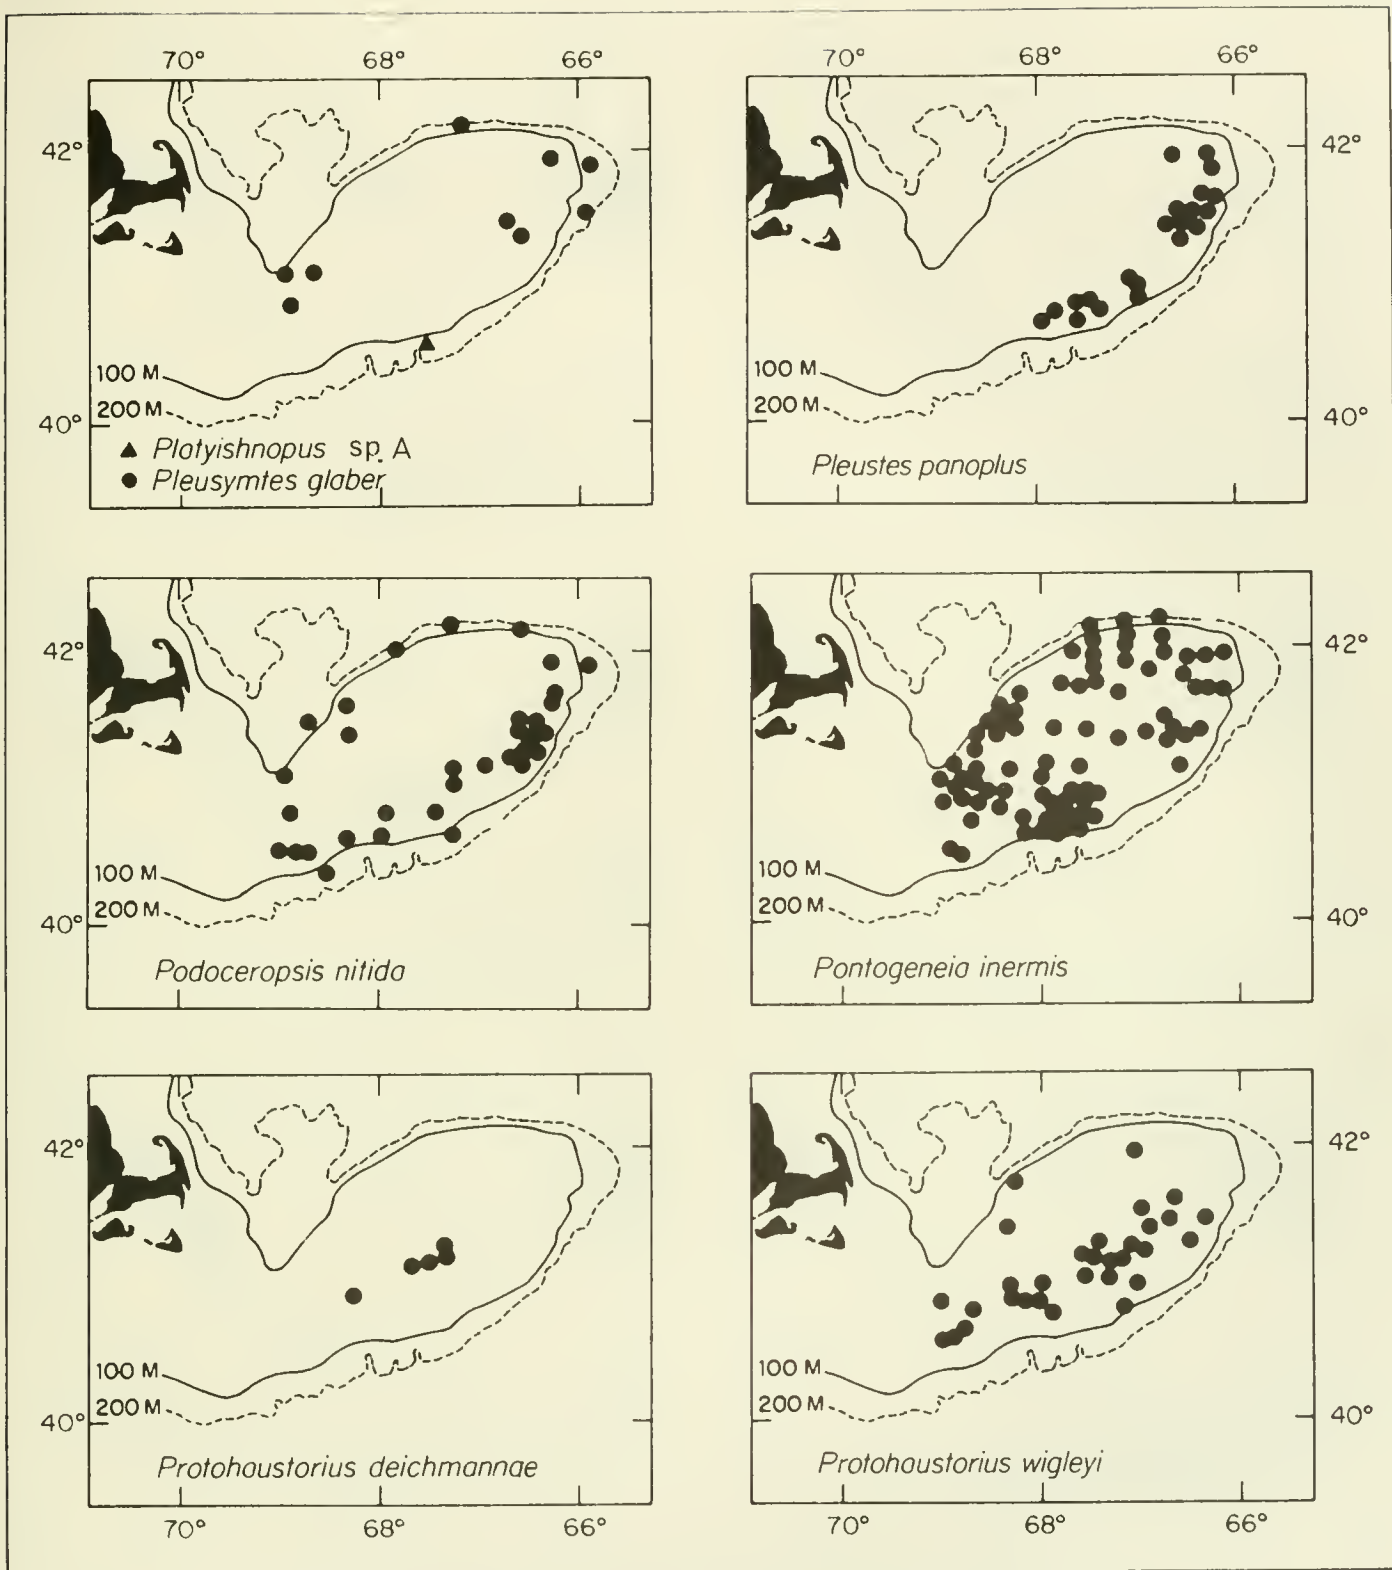 70° 68° 66°
42°
100 M
200 M
40°
▲ Platyishnopus sp. A
● Pleusymtes glaber
70° 68° 66°
42°
100 M
200 M
40°
Pleustes panoplus
42°
100 M
200 M
40°
Podoceropsis nitida
42°
100 M
200 M
40°
Pontogeneia inermis
42°
100 M
200 M
40°
Protohaustorius deichmannae
70° 68° 66°
42°
100 M
200 M
40°
Protohaustorius wigleyi
70° 68° 66°